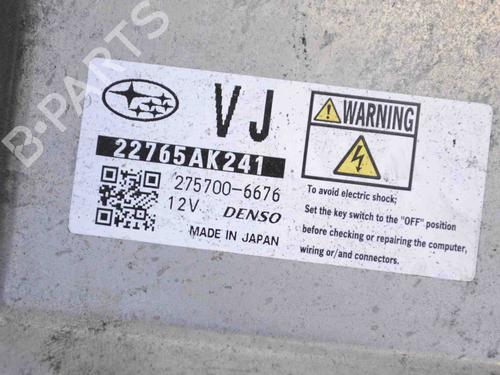 B-PARTS
VJ
22765AK241
275700-6676
12V DENSO
MADE IN JAPAN
WARNING
To avoid electric shock;
Set the key switch to the "OFF" position
before checking or repairing the computer,
wiring or/and connectors.